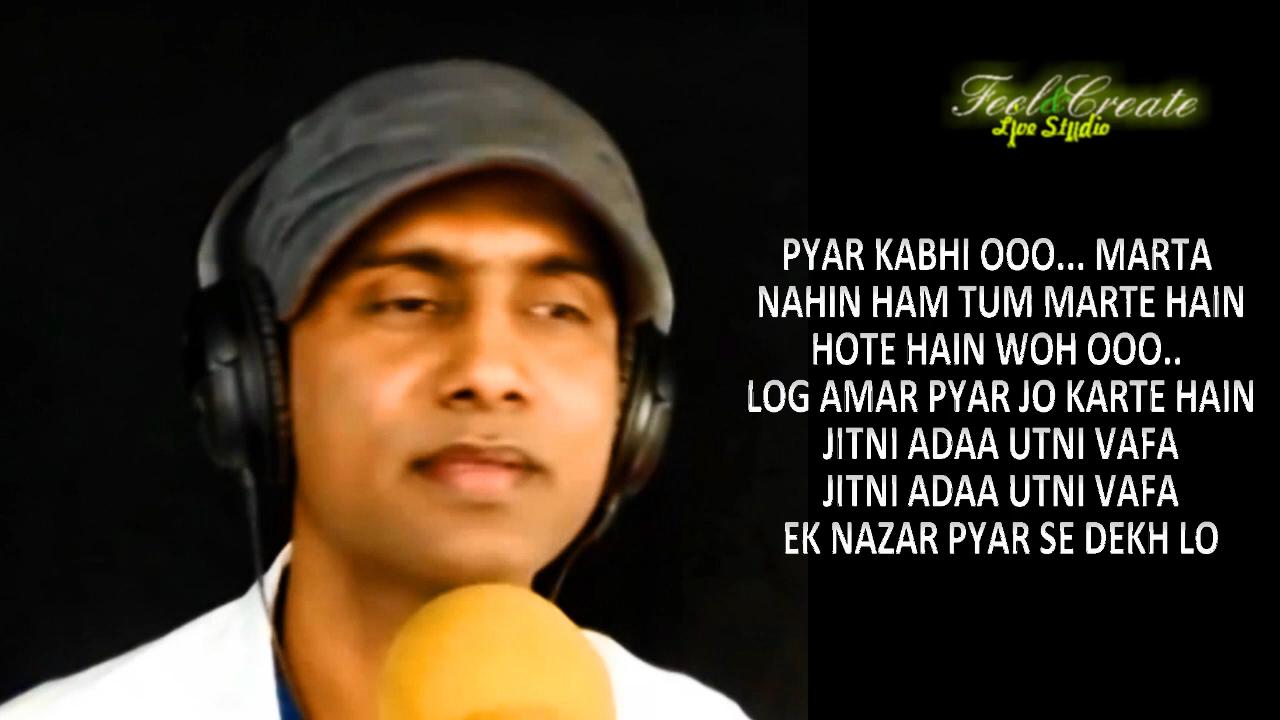 Feel&Create
Live Studio
PYAR KABHI OOO... MARTA
NAHIN HAM TUM MARTE HAIN
HOTE HAIN WOH OOO..
LOG AMAR PYAR JO KARTE HAIN
JITNI ADAA UTNI VAFA
JITNI ADAA UTNI VAFA
EK NAZAR PYAR SE DEKH LO